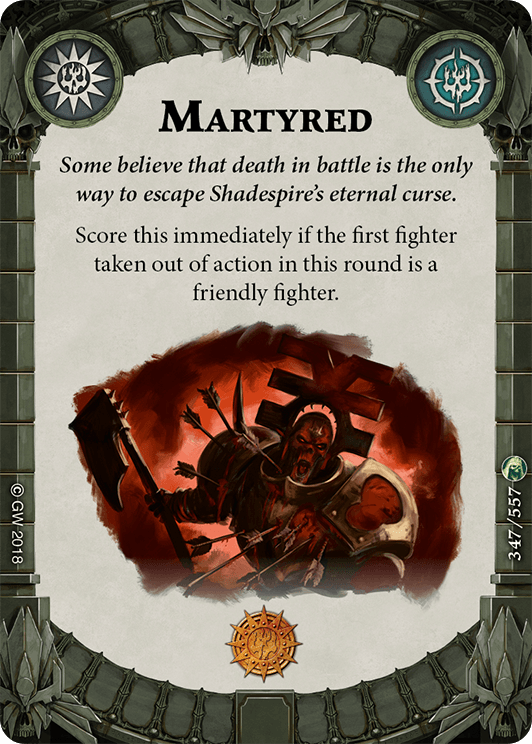 Martyred
Some believe that death in battle is the only
way to escape Shadespire's eternal curse.
Score this immediately if the first fighter
taken out of action in this round is a
friendly fighter.
© GW 2018
347/557